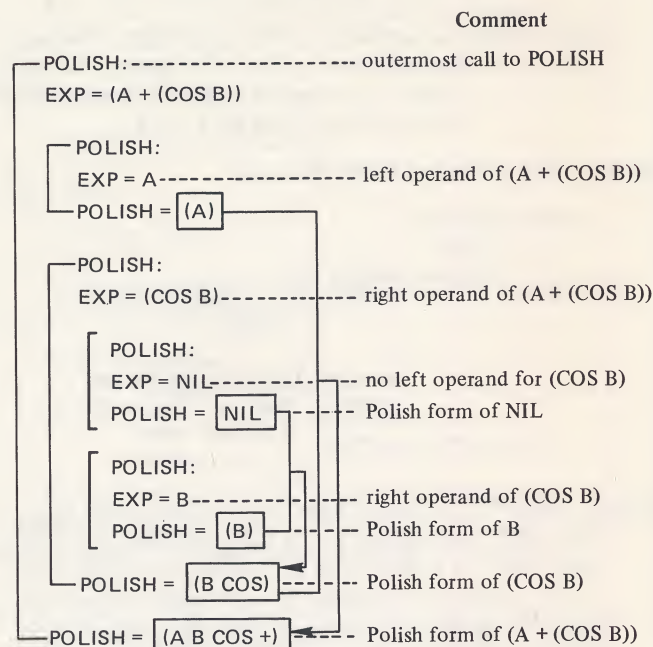 Comment
POLISH: outermost call to POLISH
EXP = (A + (COS B))
POLISH:
EXP = A left operand of (A + (COS B))
POLISH = (A)
POLISH:
EXP = (COS B) right operand of (A + (COS B))
POLISH:
EXP = NIL no left operand for (COS B)
POLISH = NIL Polish form of NIL
POLISH:
EXP = B right operand of (COS B)
POLISH = (B) Polish form of B
POLISH = (B COS) Polish form of (COS B)
POLISH = (A B COS +) Polish form of (A + (COS B))